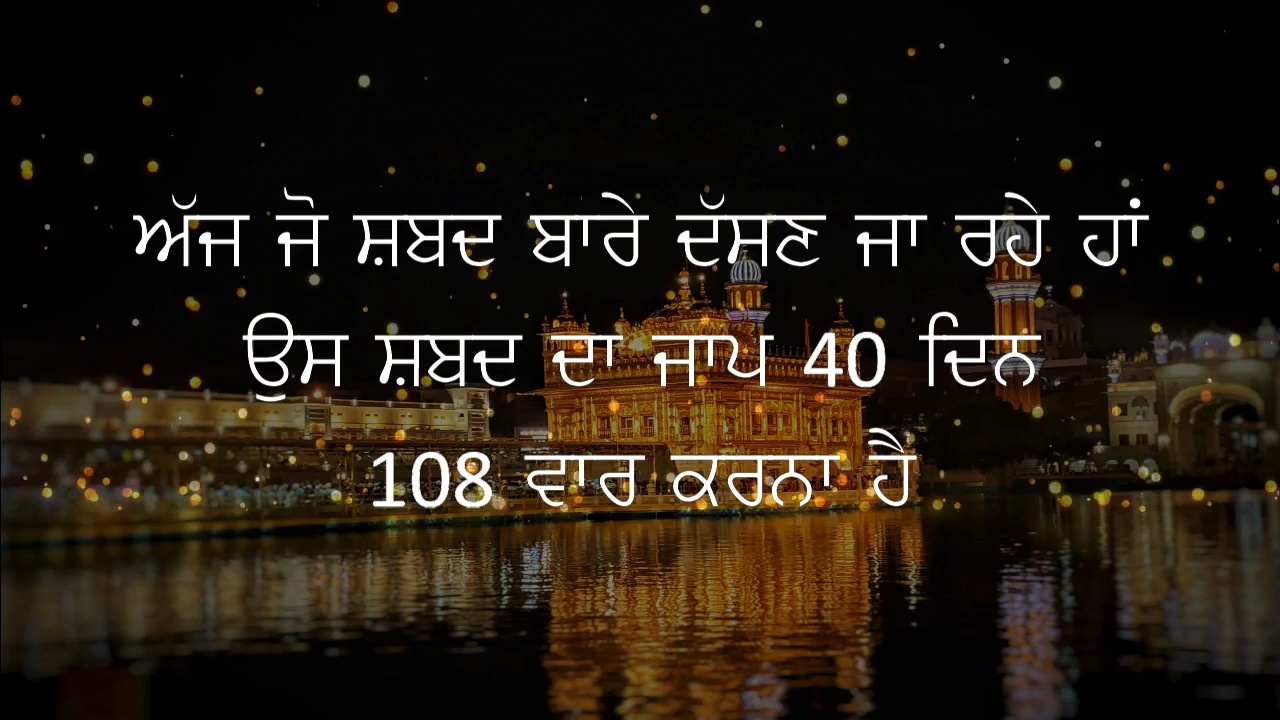 ਅੱਜ ਜੋ ਸ਼ਬਦ ਬਾਰੇ ਦੱਸਣ ਜਾ ਰਹੇ ਹਾਂ
ਉਸ ਸ਼ਬਦ ਦਾ ਜਾਪ 40 ਦਿਨ
108 ਵਾਰ ਕਰਨਾ ਹੈ